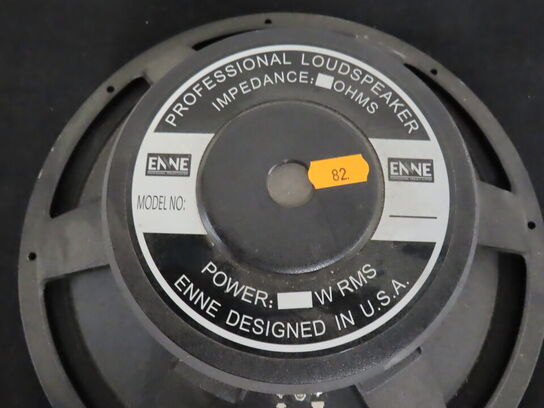 PROFESSIONAL LOUDSPEAKER
IMPEDANCE: OHMS
ENNE
ENNE
82.
MODEL NO:
POWER: W RMS
ENNE DESIGNED IN U.S.A.